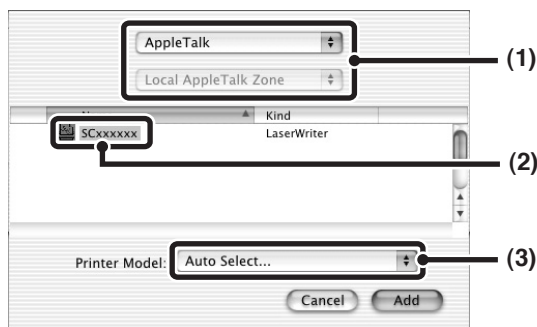 AppleTalk
(1)
Local AppleTalk Zone
Kind
SCxxxxxx
LaserWriter
(2)
Printer Model: Auto Select...
(3)
Cancel Add